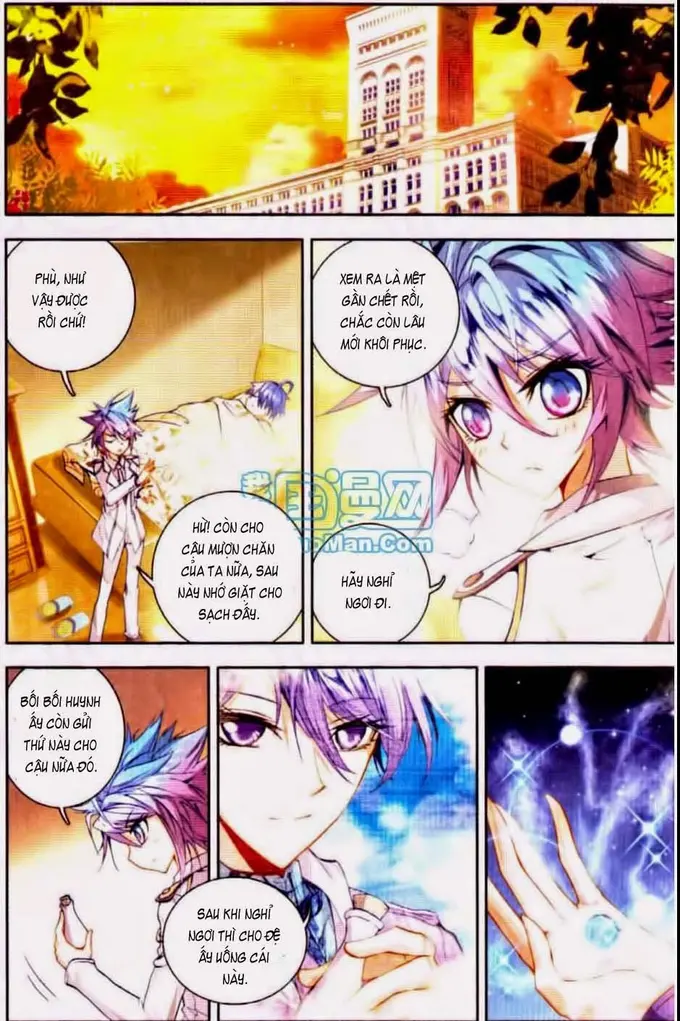 PHÙ, NHƯ
VẬY ĐƯỢC
RỒI CHỨ!
XEM RA LÀ MỆT
GẦN CHẾT RỒI,
CHẮC CÒN LÂU
MỚI KHÔI PHỤC.
HỪ! CÒN CHO
CẬU MƯỢN CHĂN
CỦA TA NỮA, SAU
NÀY NHỚ GIẶT CHO
SẠCH ĐẤY.
HÃY NGHỈ
NGƠI ĐI.
BỐI BỐI HUYNH
ẤY CÒN GỬI
THỨ NÀY CHO
CẬU NỮA ĐÓ.
SAU KHI NGHỈ
NGƠI THÌ CHO ĐỆ
ẤY UỐNG CÁI
NÀY.
国漫网